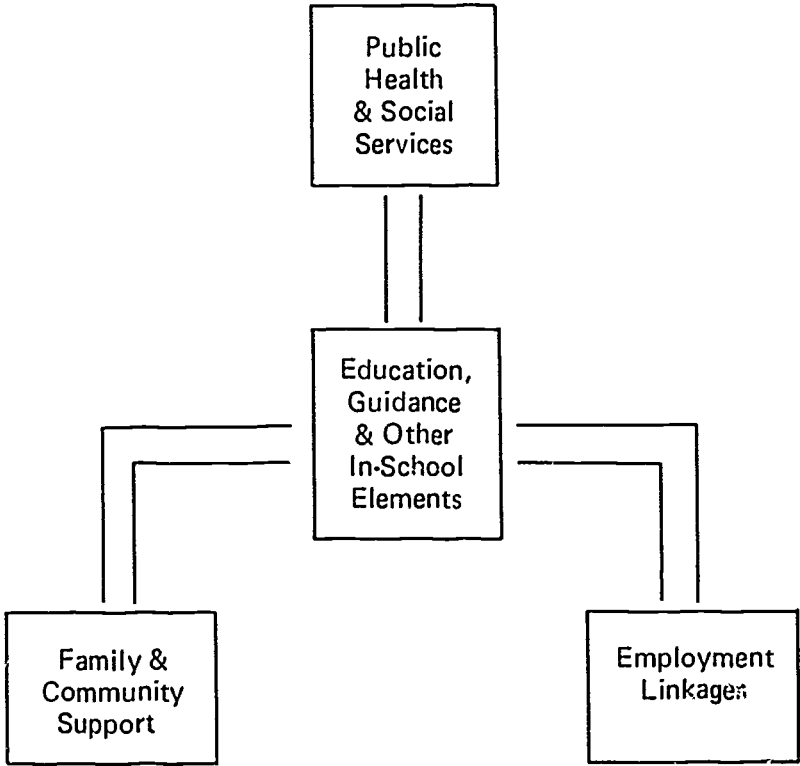 Public
Health
& Social
Services
Education,
Guidance
& Other
In-School
Elements
Family &
Community
Support
Employment
Linkages